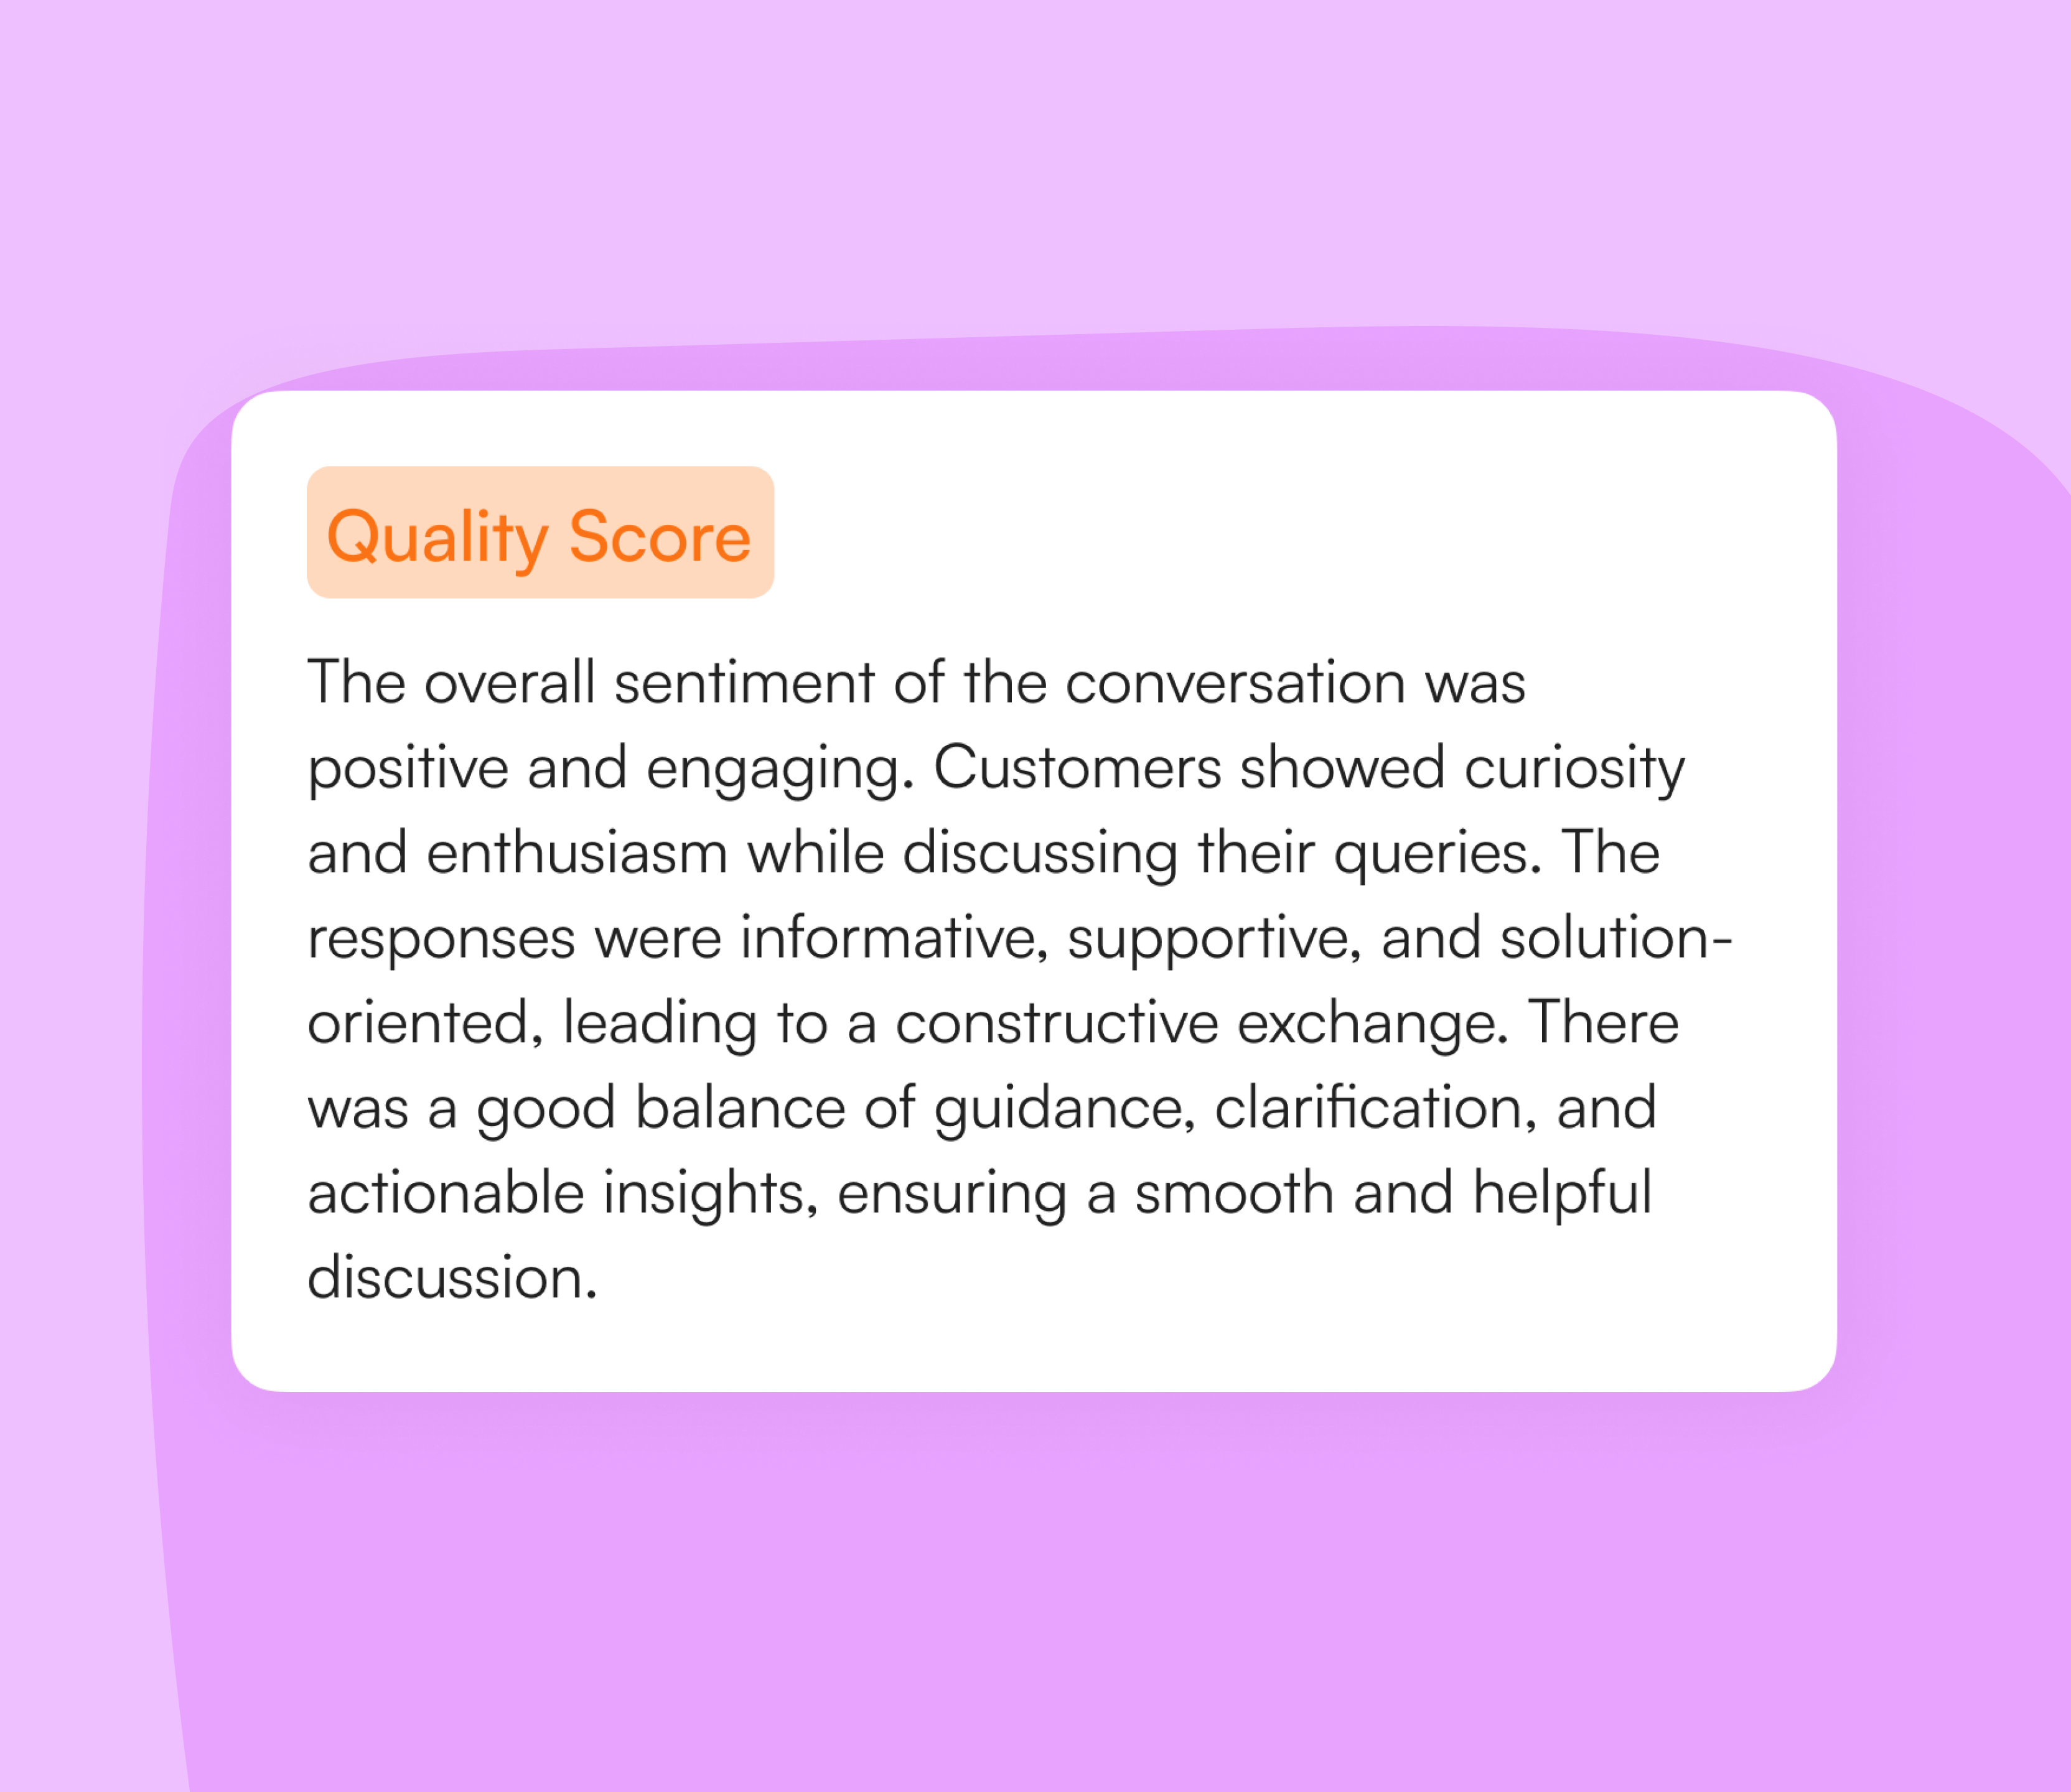 Quality Score
The overall sentiment of the conversation was
positive and engaging. Customers showed curiosity
and enthusiasm while discussing their queries. The
responses were informative, supportive, and solution-
oriented, leading to a constructive exchange. There
was a good balance of guidance, clarification, and
actionable insights, ensuring a smooth and helpful
discussion.